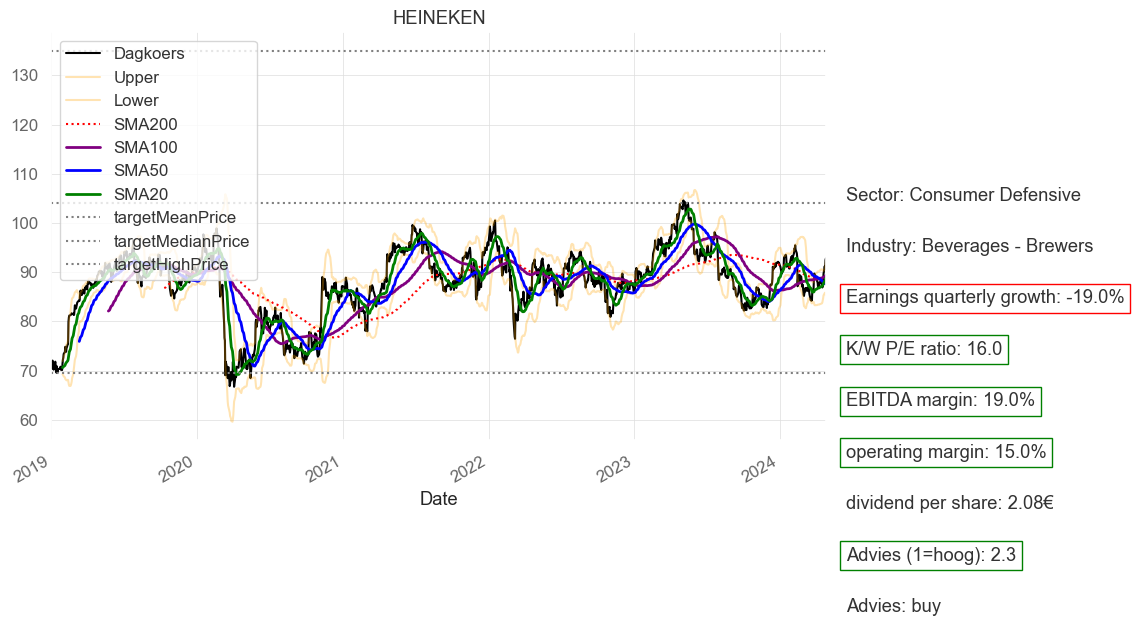 HEINEKEN
Dagkoers
Upper
Lower
SMA200
SMA100
SMA50
SMA20
targetMeanPrice
targetMedianPrice
targetHighPrice
130
120
110
100
90
80
70
60
2019
2020
2021
2022
2023
2024
Date
Sector: Consumer Defensive
Industry: Beverages - Brewers
Earnings quarterly growth: -19.0%
K/W P/E ratio: 16.0
EBITDA margin: 19.0%
operating margin: 15.0%
dividend per share: 2.08€
Advies (1=hoog): 2.3
Advies: buy